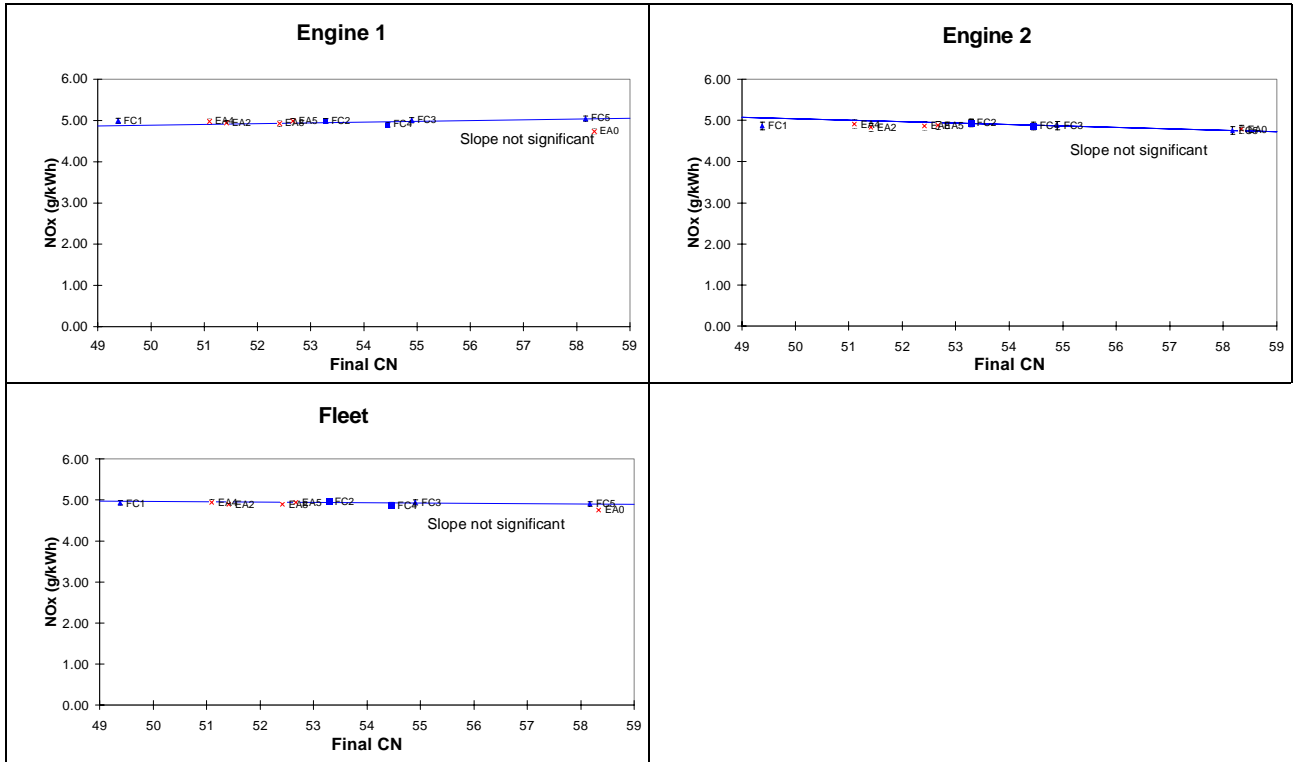 Engine 1
NOx (g/kWh)
6.00
5.00
4.00
3.00
2.00
1.00
0.00
FC1
EA4
EA2
EA5
FC2
FC4
FC3
FC5
EA0
Slope not significant
49 50 51 52 53 54 55 56 57 58 59
Final CN
Engine 2
NOx (g/kWh)
6.00
5.00
4.00
3.00
2.00
1.00
0.00
FC1
EA4
EA2
EA5
FC2
FC3
EA0
Slope not significant
49 50 51 52 53 54 55 56 57 58 59
Final CN
Fleet
NOx (g/kWh)
6.00
5.00
4.00
3.00
2.00
1.00
0.00
FC1
EA4
EA2
EA5
FC2
FC4
FC3
FC5
EA0
Slope not significant
49 50 51 52 53 54 55 56 57 58 59
Final CN